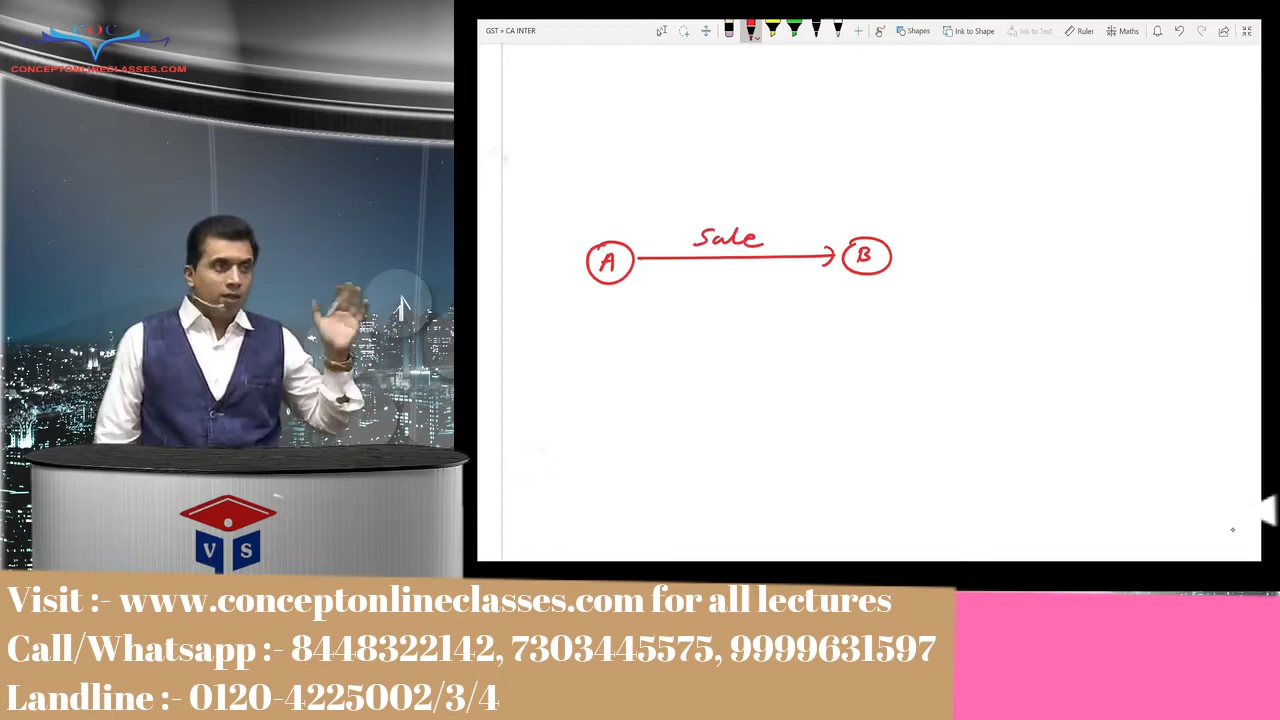 COC
CONCEPTONLINECLASSES.COM
GST > CA INTER
Shapes
Ink to Shape
Ink to Text
Ruler
Maths
Sale
A
B
V S
Visit :- www.conceptonlineclasses.com for all lectures
Call/Whatsapp :- 8448322142, 7303445575, 9999631597
Landline :- 0120-4225002/3/4